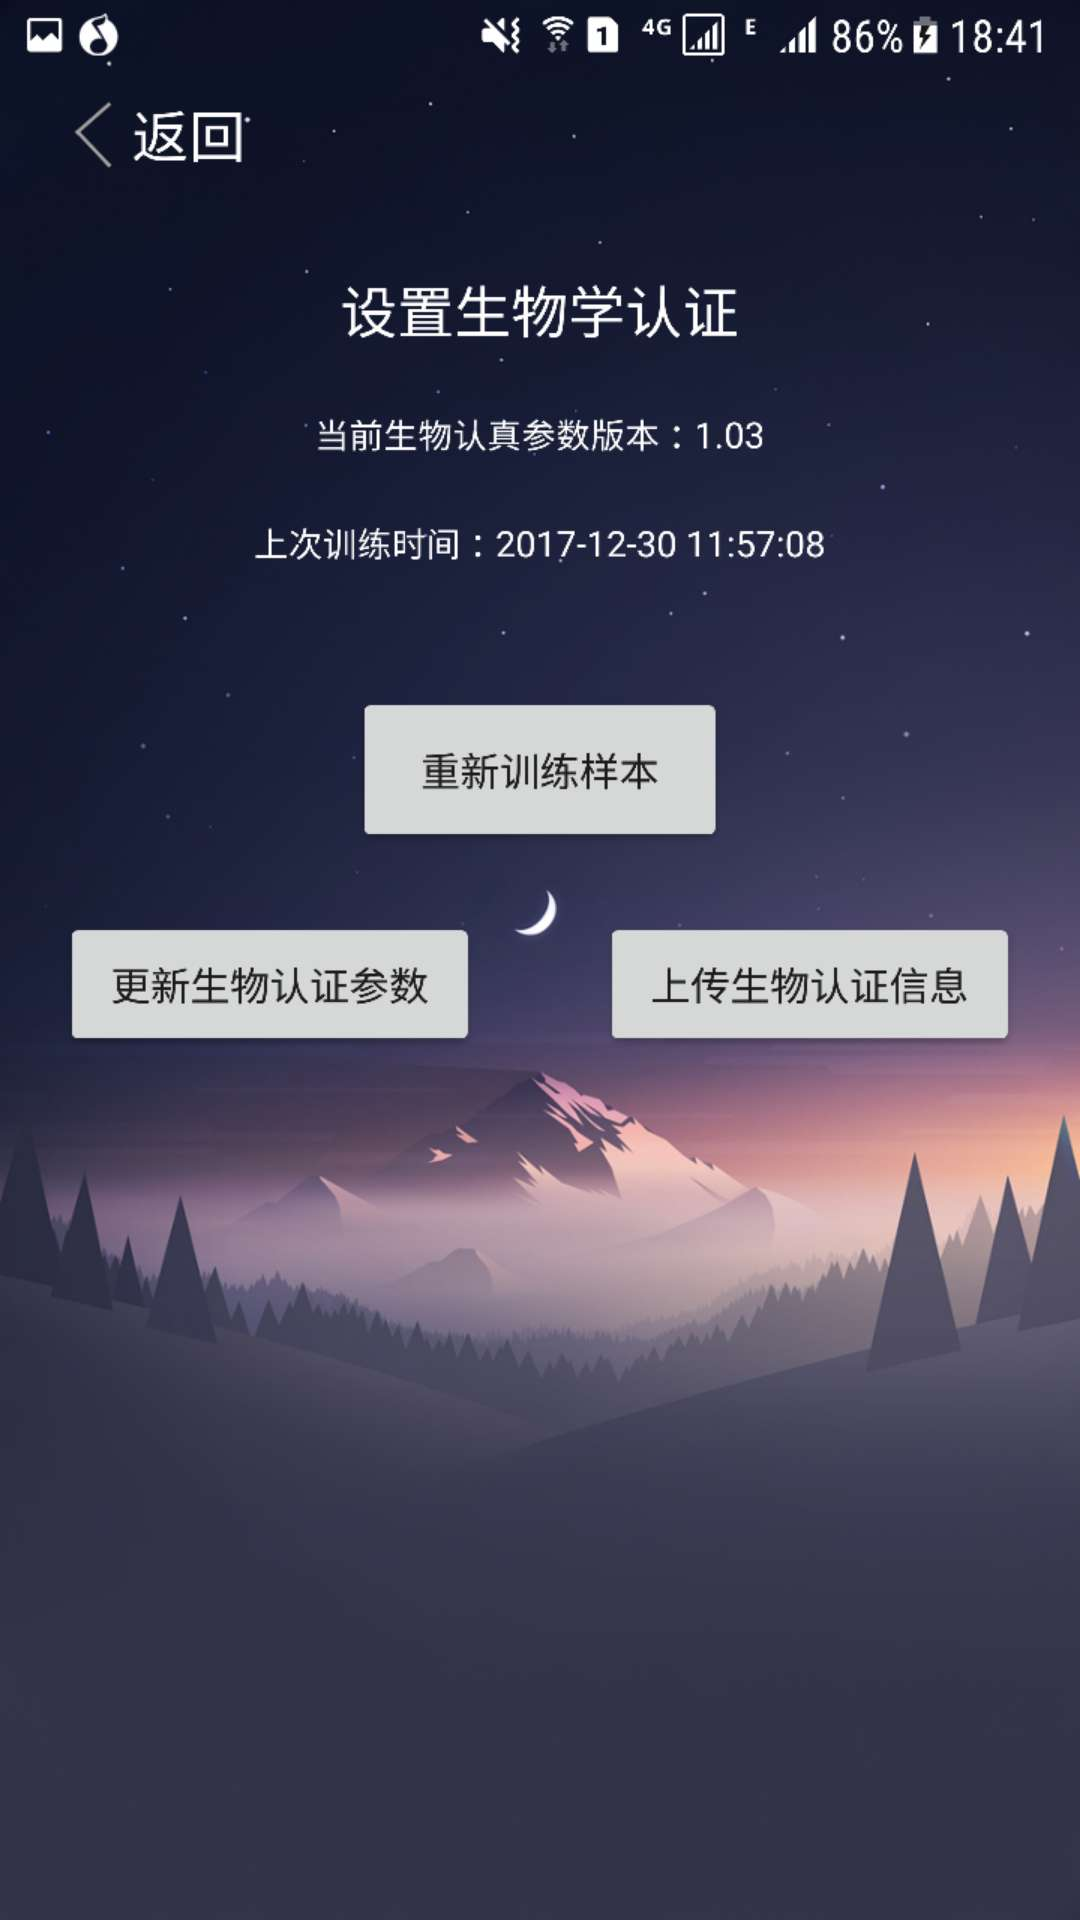 1 4G E 86% 18:41
返回
设置生物学认证
当前生物认真参数版本：1.03
上次训练时间：2017-12-30 11:57:08
重新训练样本
更新生物认证参数 上传生物认证信息